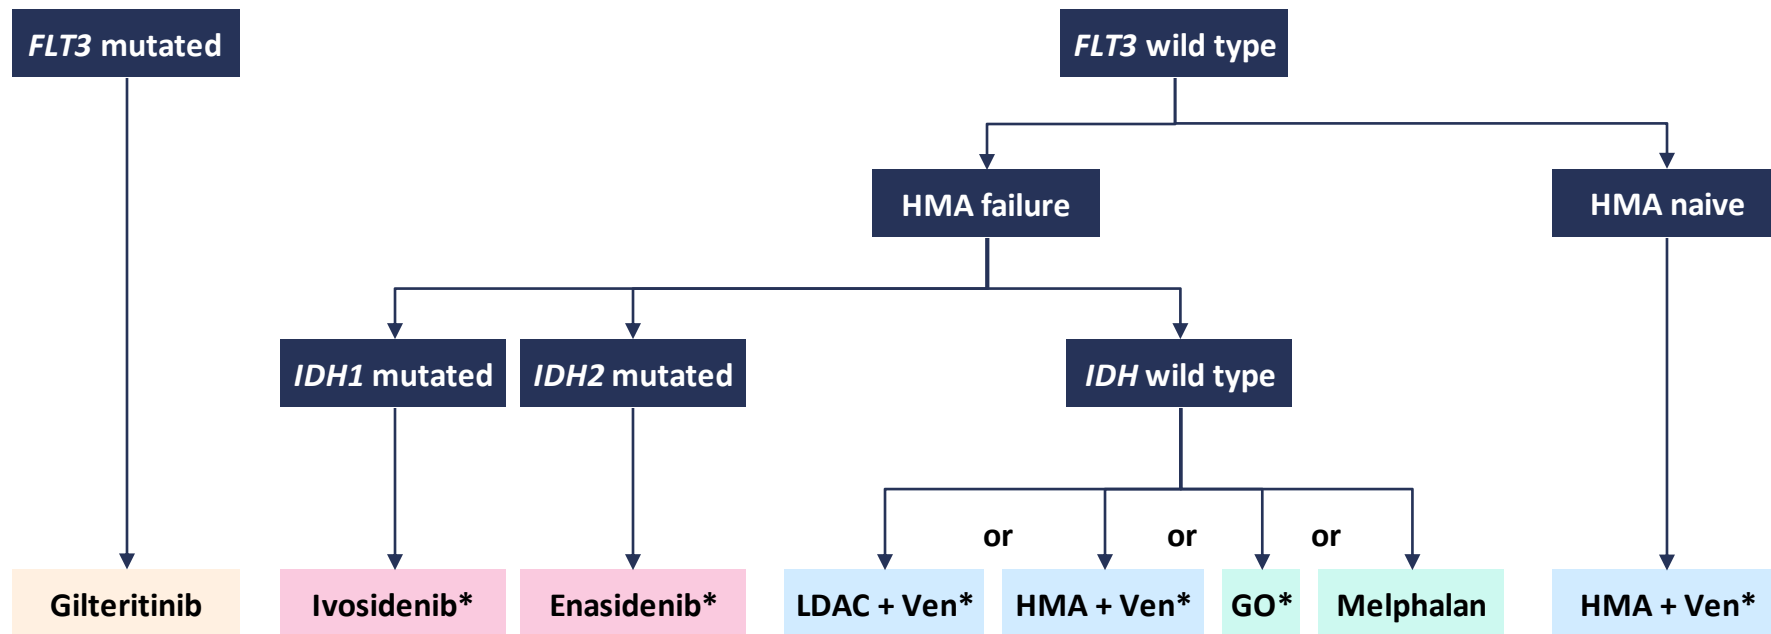 FLT3 mutated
FLT3 wild type
HMA failure
HMA naive
IDH1 mutated
IDH2 mutated
IDH wild type
or
or
or
Gilteritinib
Ivosidenib*
Enasidenib*
LDAC + Ven*
HMA + Ven*
GO*
Melphalan
HMA + Ven*